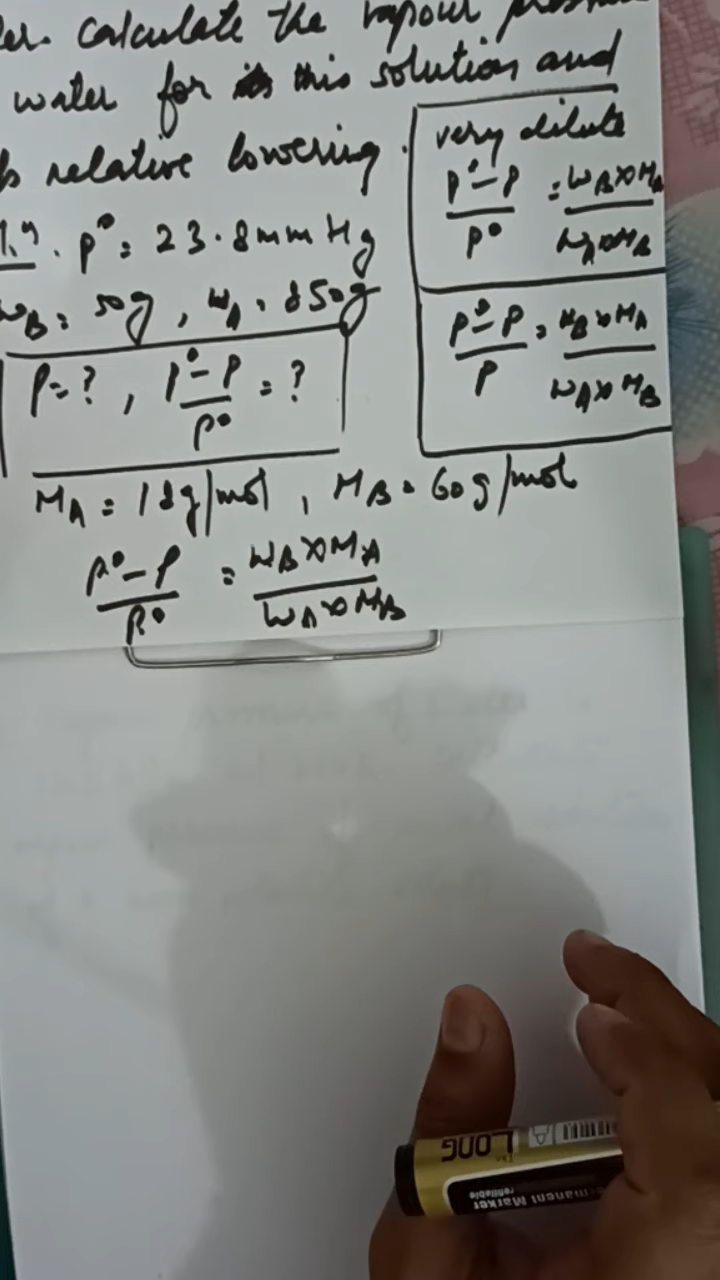 calculate the vapour
water for this solution and
relative lowering.
very dilute
P°-P / P° = WB×MA / WA×MB
P°-P / P = WB×MA / WA×MB
P° = 23.8mm Hg
WB = 50g, WA = 850g
P=?, P°-P / P° = ?
MA = 18g/mol, MB = 60g/mol
P°-P / P° = WB×MA / WA×MB
LONG
Permanent Marker
refillable